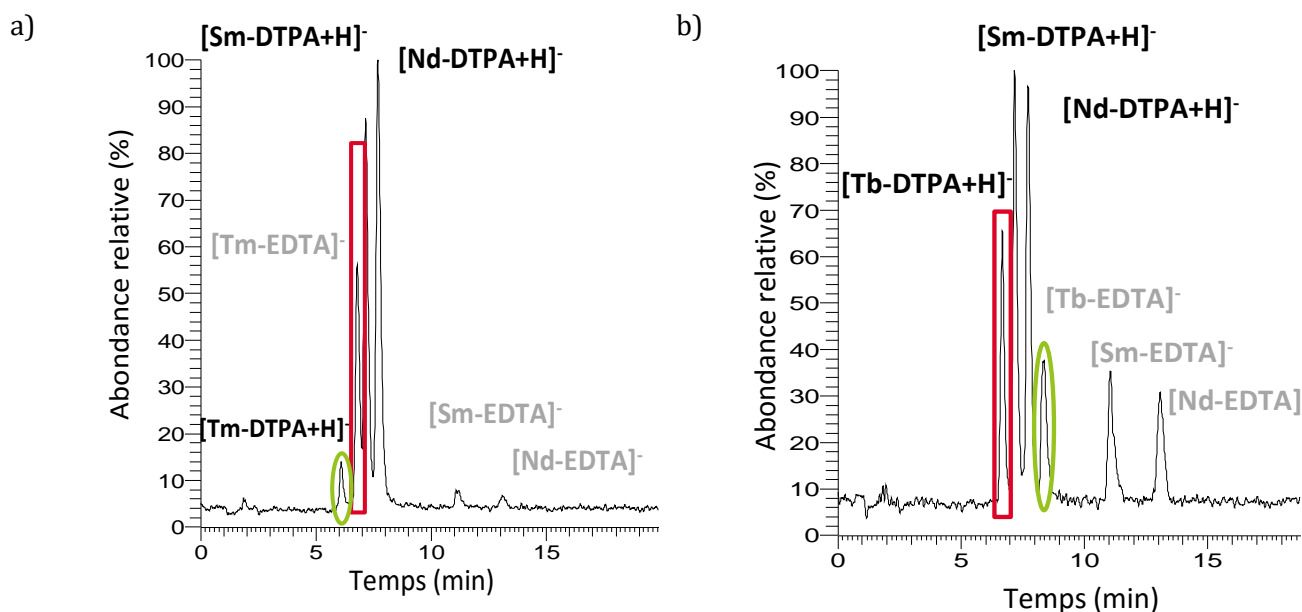 a)
[Sm-DTPA+H]-
[Nd-DTPA+H]-
[Tm-EDTA]-
[Tm-DTPA+H]-
[Sm-EDTA]-
[Nd-EDTA]-
Abondance relative (%)
100
90
80
70
60
50
40
30
20
10
0
0 5 10 15
Temps (min)
b)
[Sm-DTPA+H]-
[Nd-DTPA+H]-
[Tb-DTPA+H]-
[Tb-EDTA]-
[Sm-EDTA]-
[Nd-EDTA]
Abondance relative (%)
100
90
80
70
60
50
40
30
20
10
0
0 5 10 15
Temps (min)